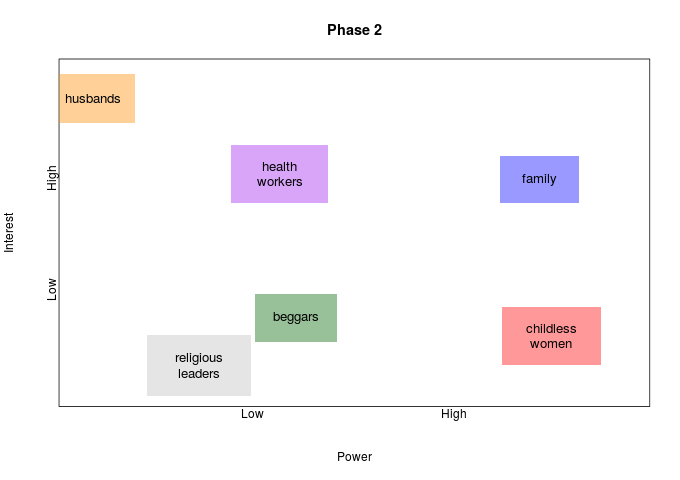 Phase 2
husbands
health
workers
family
High
Interest
Low
beggars
childless
women
religious
leaders
Low
High
Power